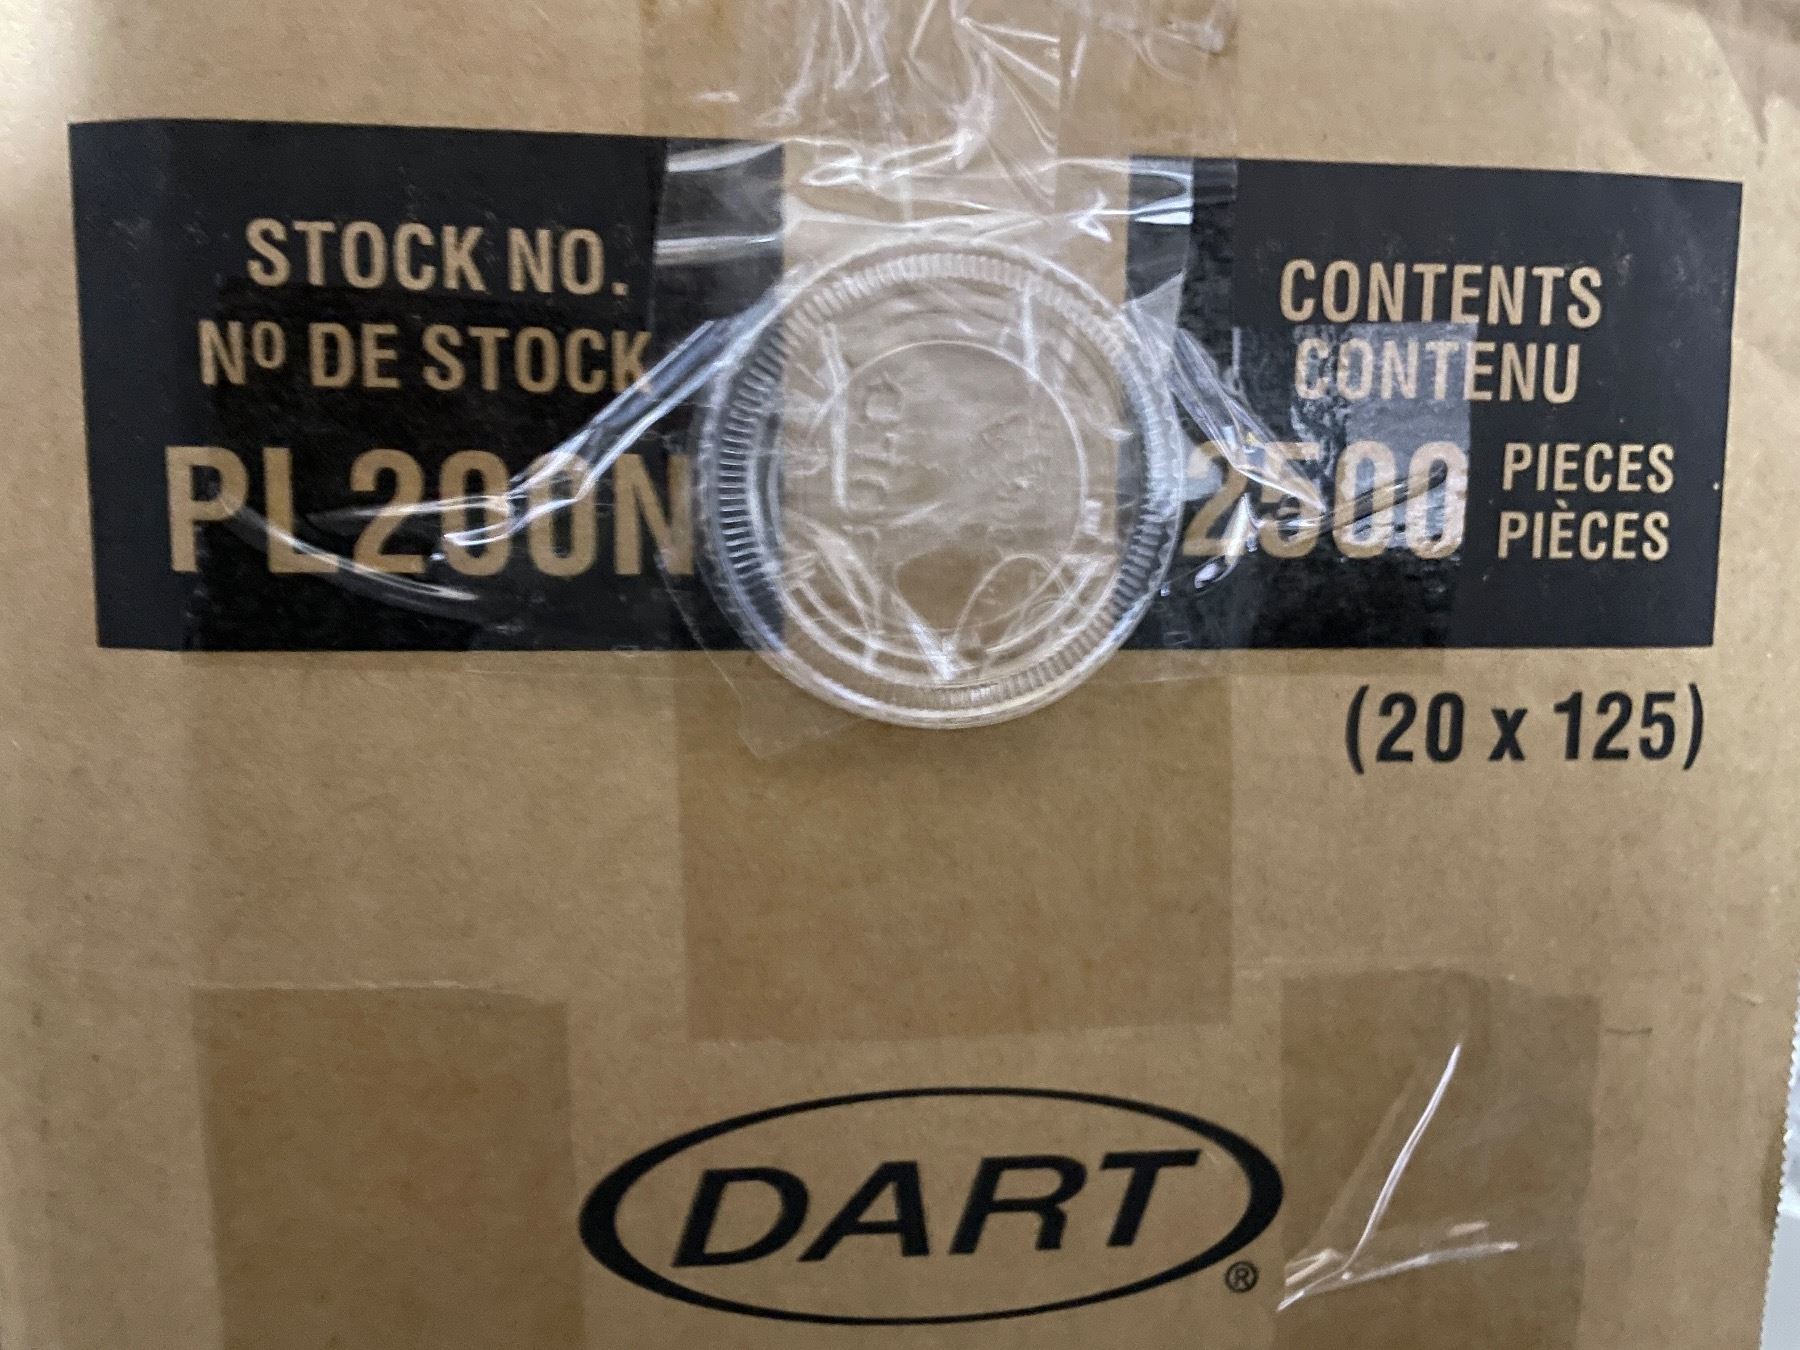 STOCK NO.
Nº DE STOCK
PL200N
CONTENTS
CONTENU
2500 PIECES
PIÈCES
(20 x 125)
DART®